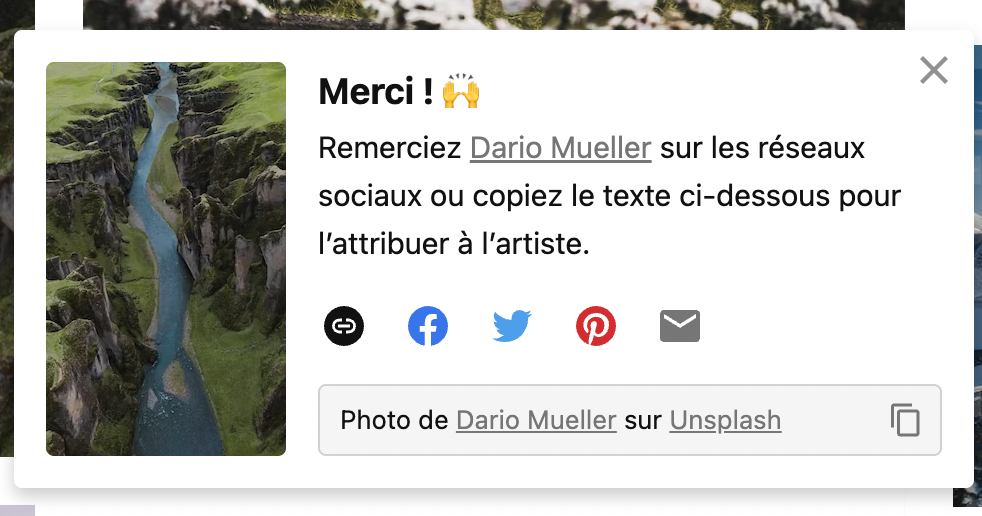 Merci ! 🙌
Remerciez Dario Mueller sur les réseaux
sociaux ou copiez le texte ci-dessous pour
l’attribuer à l’artiste.
Photo de Dario Mueller sur Unsplash